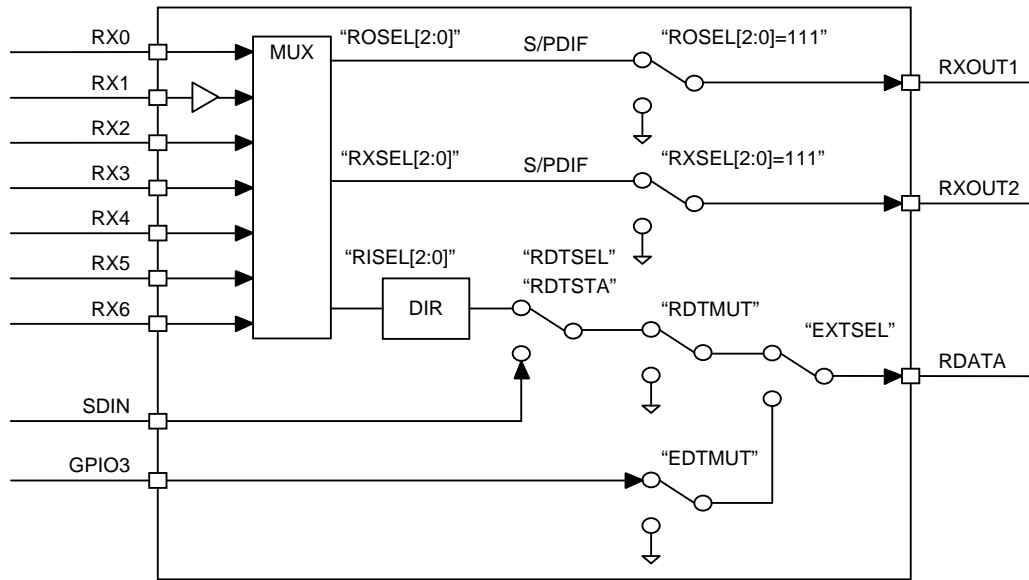 RX0
RX1
RX2
RX3
RX4
RX5
RX6
SDIN
GPIO3
MUX
“ROSEL[2:0]”
S/PDIF
“ROSEL[2:0]=111”
RXOUT1
“RXSEL[2:0]”
S/PDIF
“RXSEL[2:0]=111”
RXOUT2
“RISEL[2:0]”
DIR
“RDTSEL”
“RDTSTA”
“RDTMUT”
“EXTSEL”
RDATA
“EDTMUT”